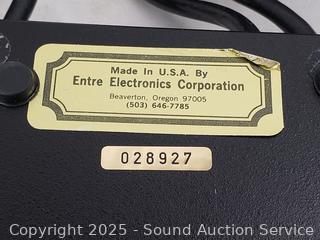 Made In U.S.A. By
Entre Electronics Corporation
Beaverton, Oregon 97005
(503) 646-7785
028927
Copyright 2025 - Sound Auction Service